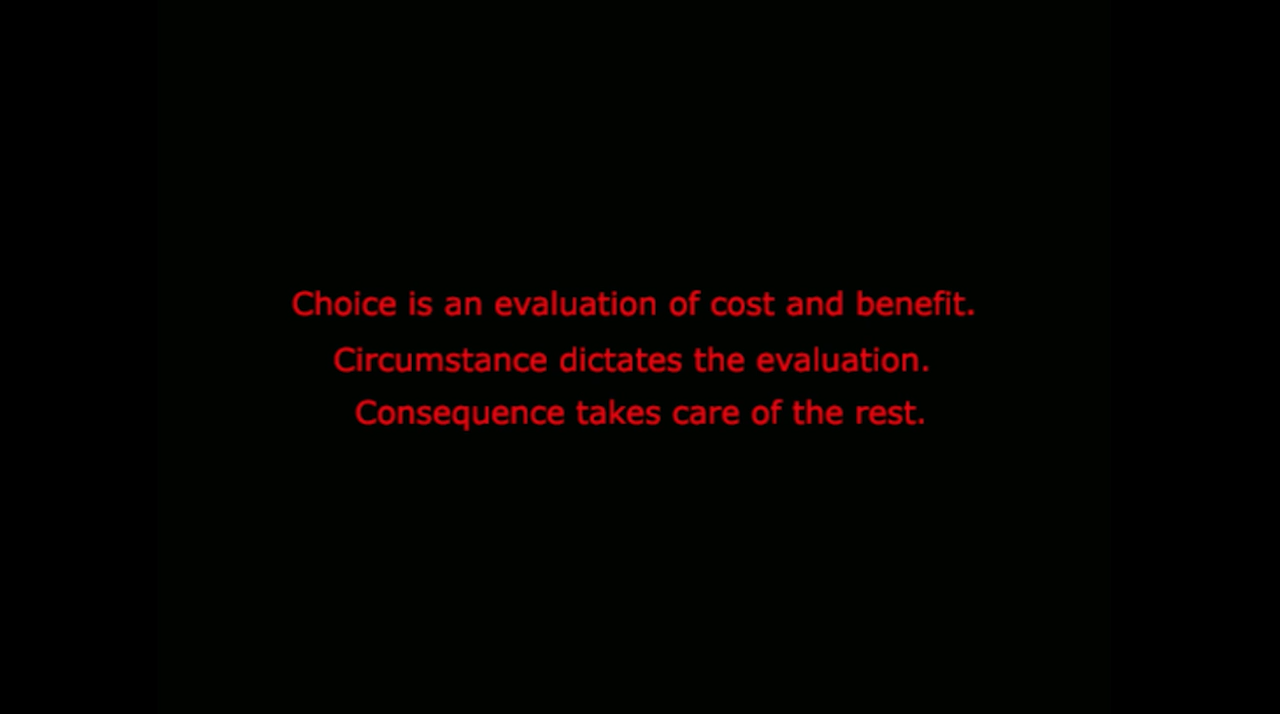 Choice is an evaluation of cost and benefit.
Circumstance dictates the evaluation.
Consequence takes care of the rest.